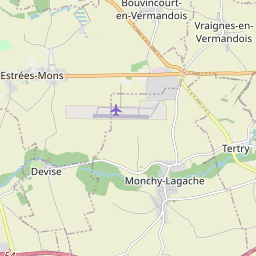 Bouvincourt-
en-Vermandois
Vraignes-en-
Vermandois
Estrées-Mons
Tertry
Devise
Monchy-Lagache